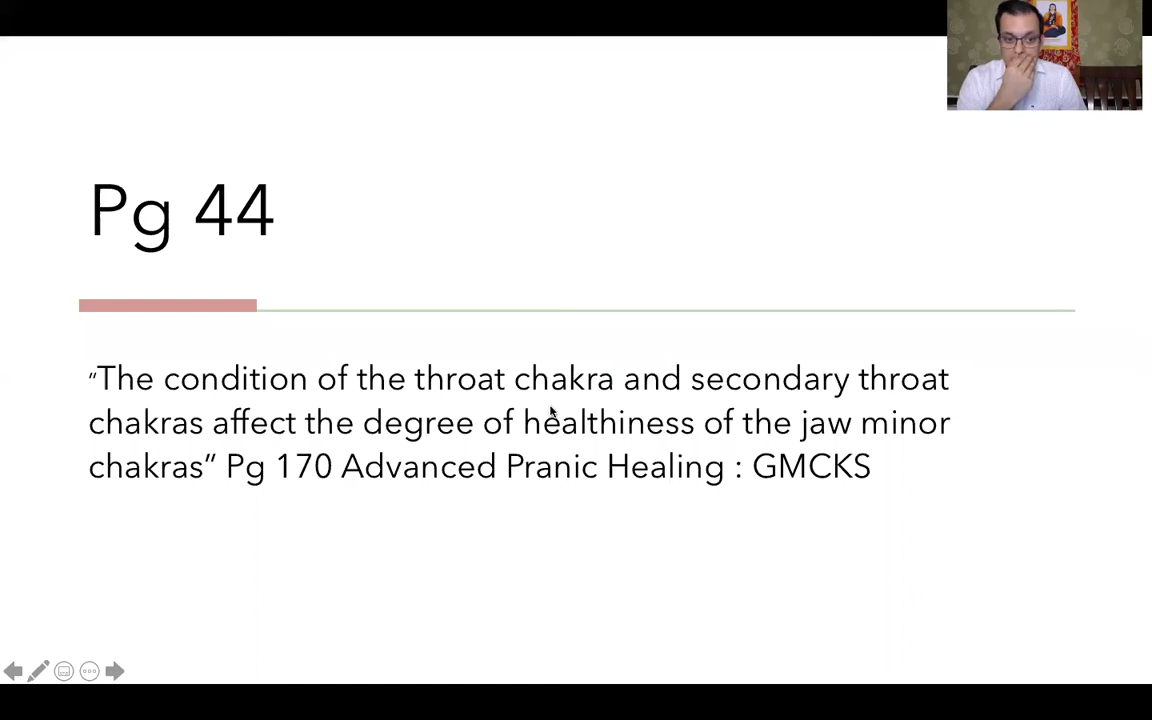 Pg 44
"The condition of the throat chakra and secondary throat
chakras affect the degree of healthiness of the jaw minor
chakras” Pg 170 Advanced Pranic Healing : GMCKS